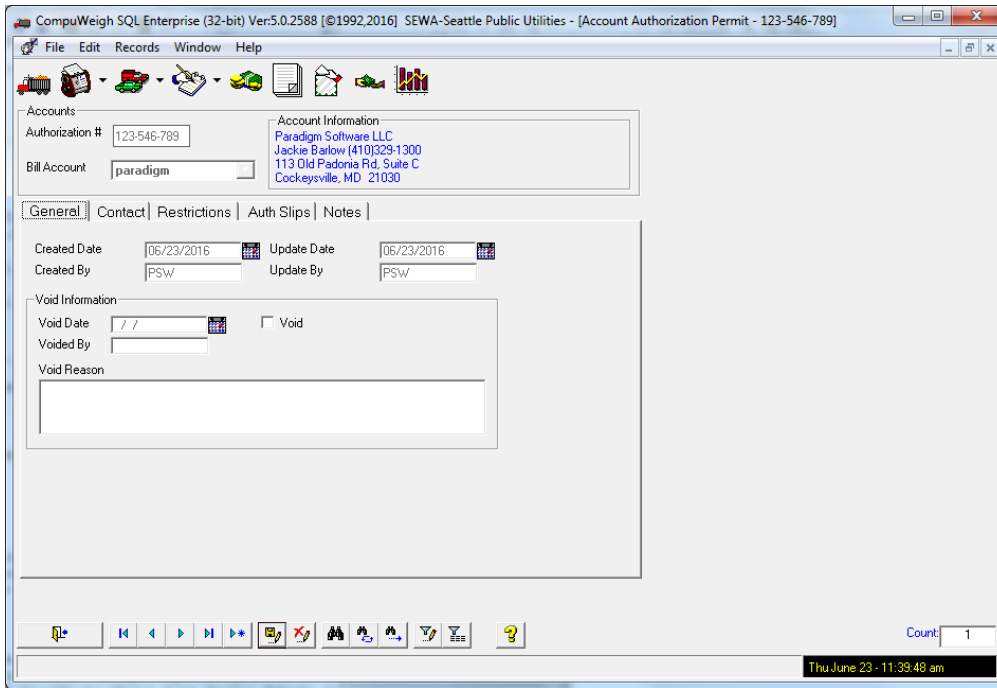 CompuWeigh SQL Enterprise (32-bit) Ver:5.0.2588 [©1992,2016] SEWA-Seattle Public Utilities - [Account Authorization Permit - 123-546-789]
File Edit Records Window Help
Accounts
Authorization # 123-546-789
Bill Account paradigm
Account Information
Paradigm Software LLC
Jackie Barlow (410)329-1300
113 Old Padonia Rd, Suite C
Cockeysville, MD 21030
General Contact Restrictions Auth Slips Notes
Created Date 06/23/2016 Update Date 06/23/2016
Created By PSW Update By PSW
Void Information
Void Date / / Void
Voided By
Void Reason
Count: 1
Thu June 23 - 11:39:48 am